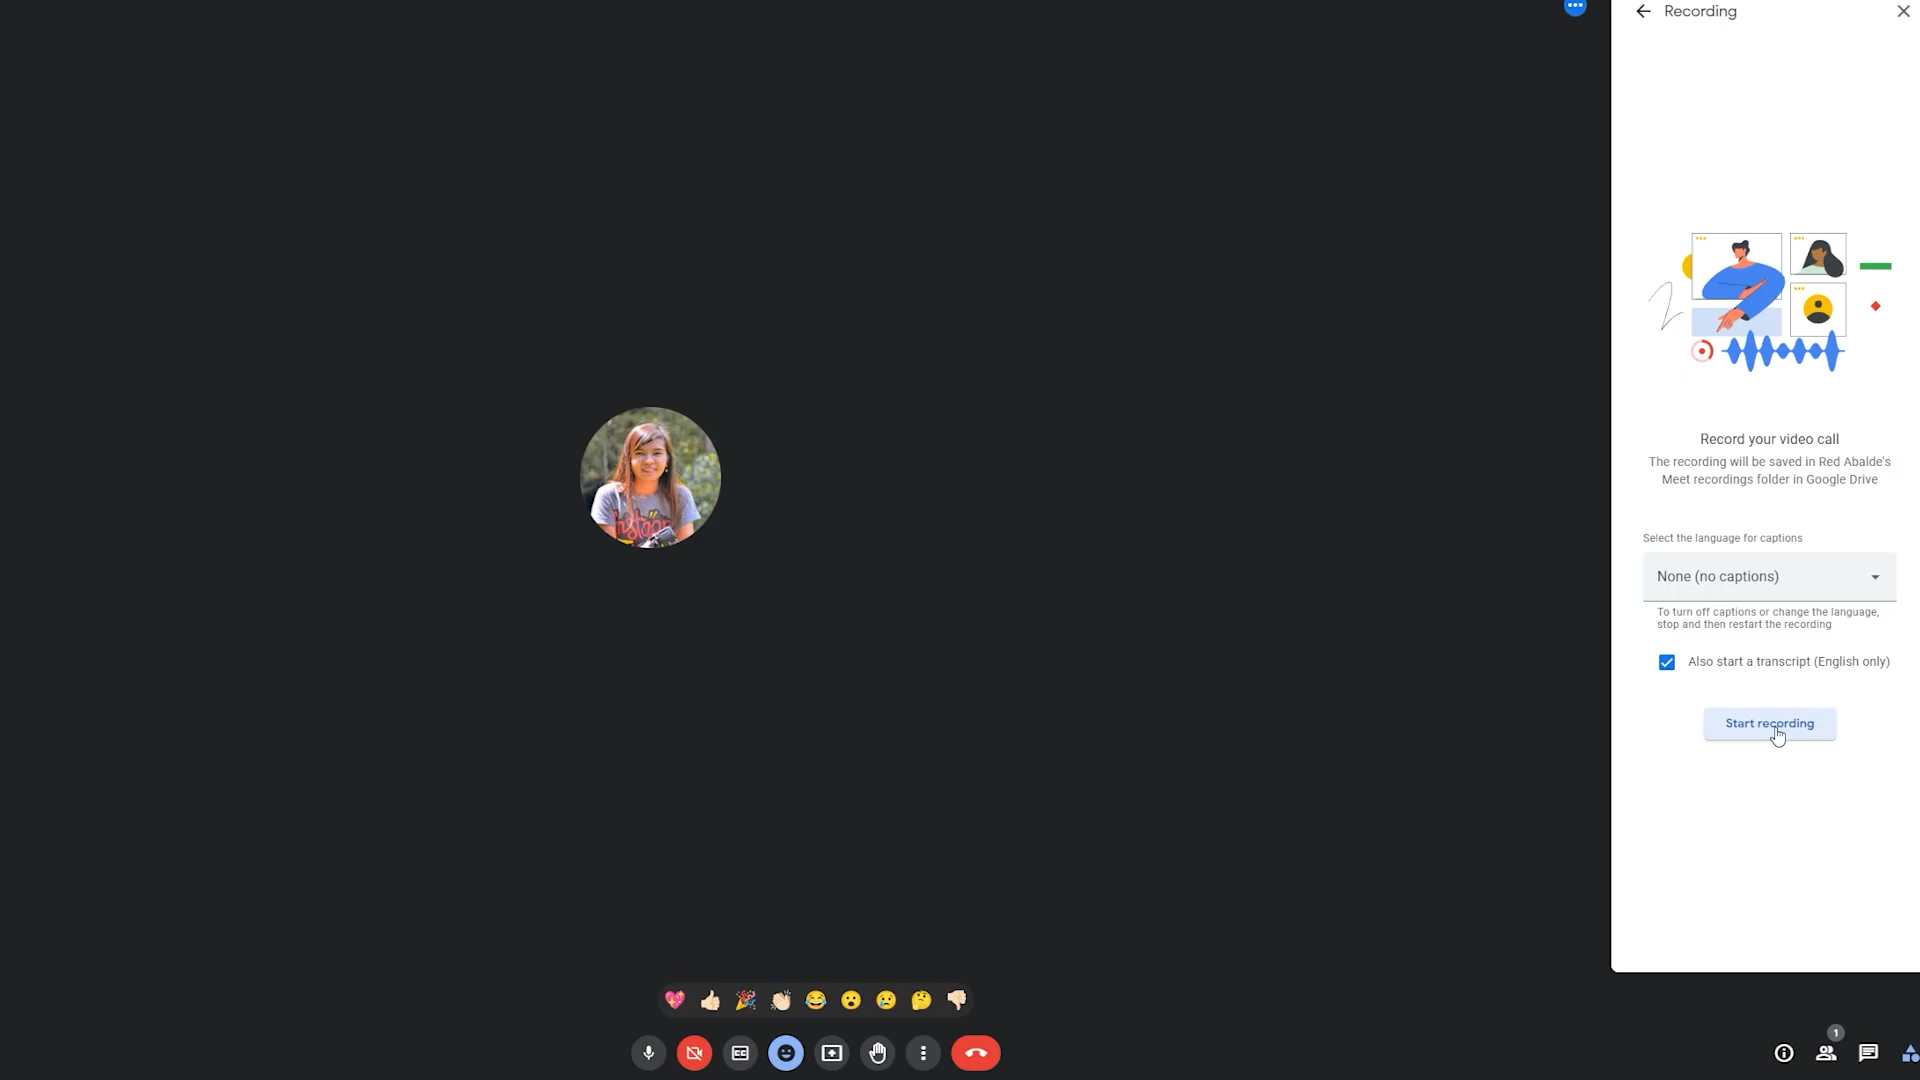 Recording
Record your video call
The recording will be saved in Red Abalde's
Meet recordings folder in Google Drive
Select the language for captions
None (no captions)
To turn off captions or change the language,
stop and then restart the recording
Also start a transcript (English only)
Start recording
CC
1